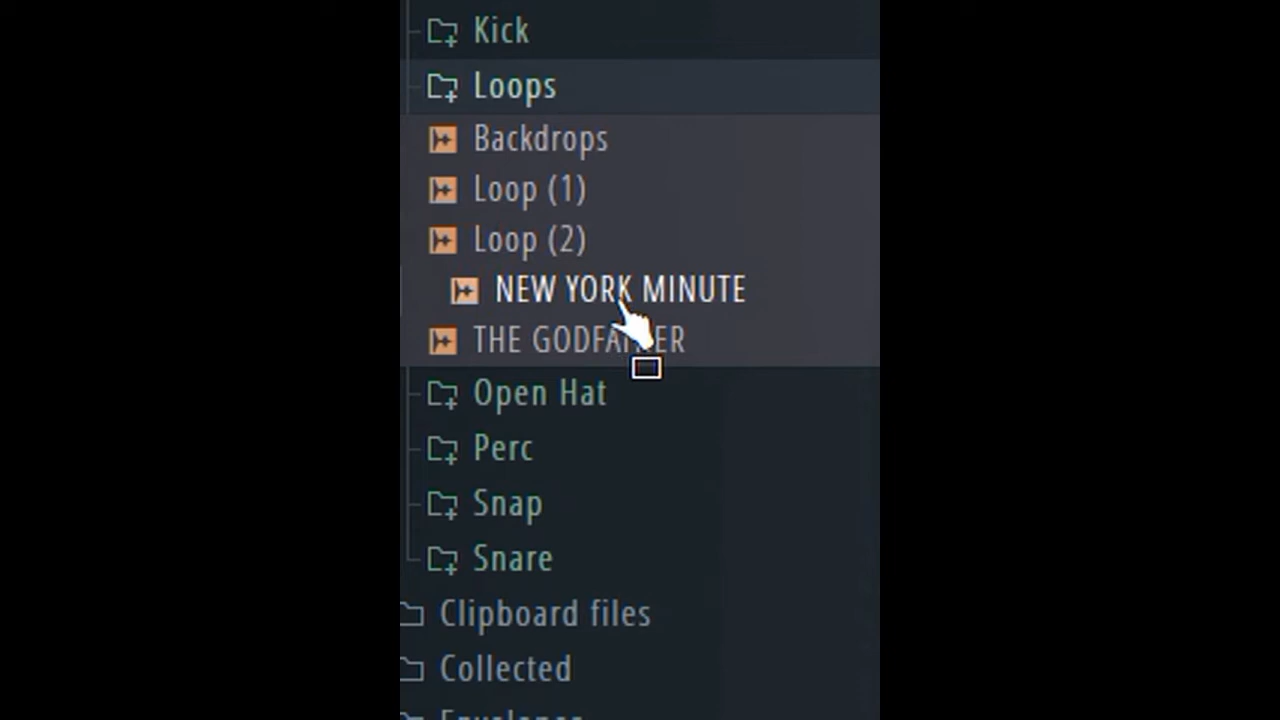 Kick
Loops
Backdrops
Loop (1)
Loop (2)
NEW YORK MINUTE
THE GODFATHER
Open Hat
Perc
Snap
Snare
Clipboard files
Collected